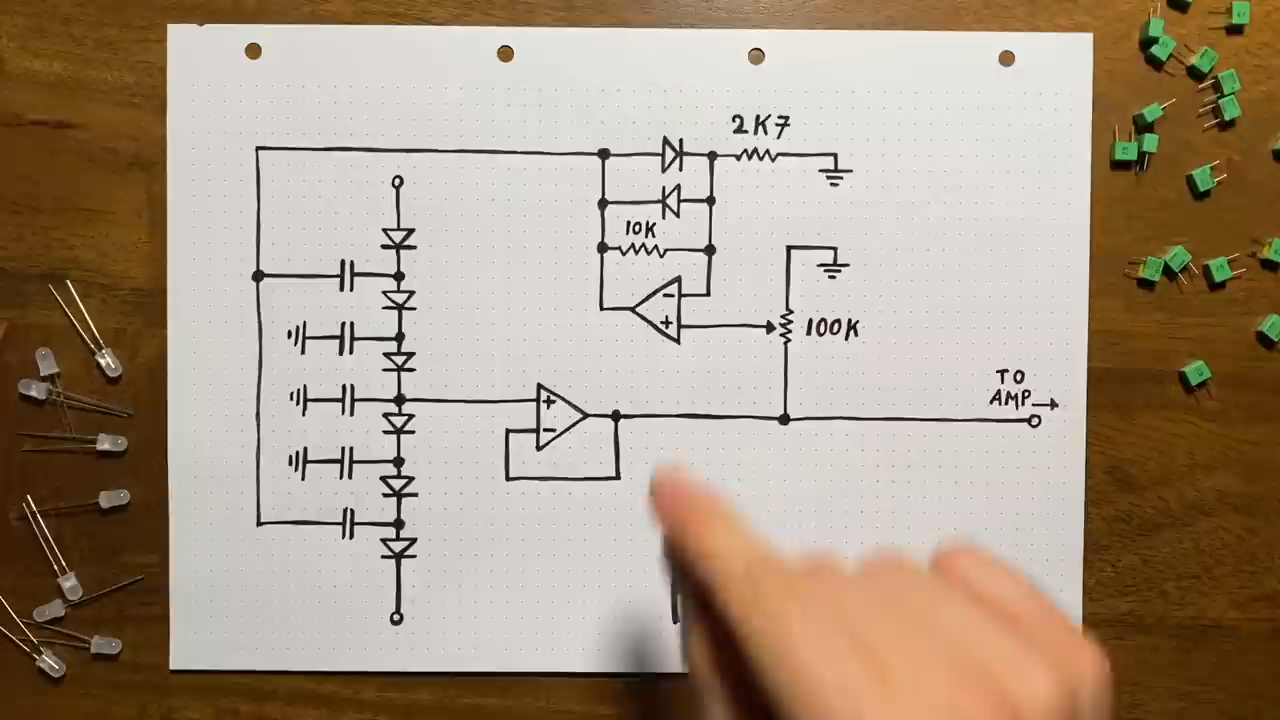 2K7
10K
-
+
100K
+
-
TO
AMP